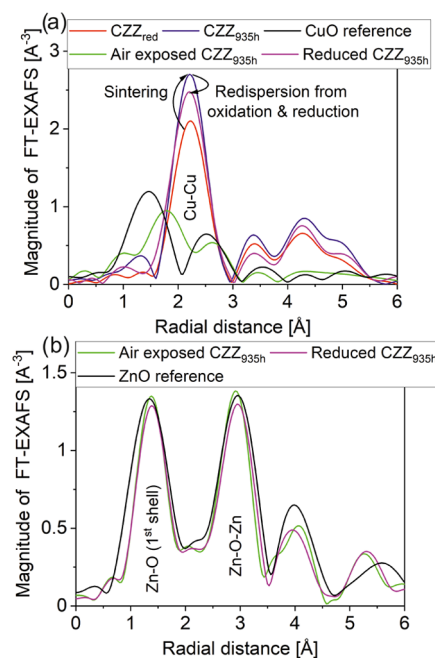 CZZred CZZ935h CuO reference
Air exposed CZZ935h Reduced CZZ935h
(a)
Magnitude of FT-EXAFS [A⁻³]
3
2
1
0
Sintering
Redispersion from
oxidation & reduction
Cu-Cu
0 1 2 3 4 5 6
Radial distance [Å]
(b)
Air exposed CZZ935h Reduced CZZ935h
ZnO reference
Magnitude of FT-EXAFS [A⁻³]
1.5
1
0.5
0
Zn-O (1st shell)
Zn-O-Zn
0 1 2 3 4 5 6
Radial distance [Å]